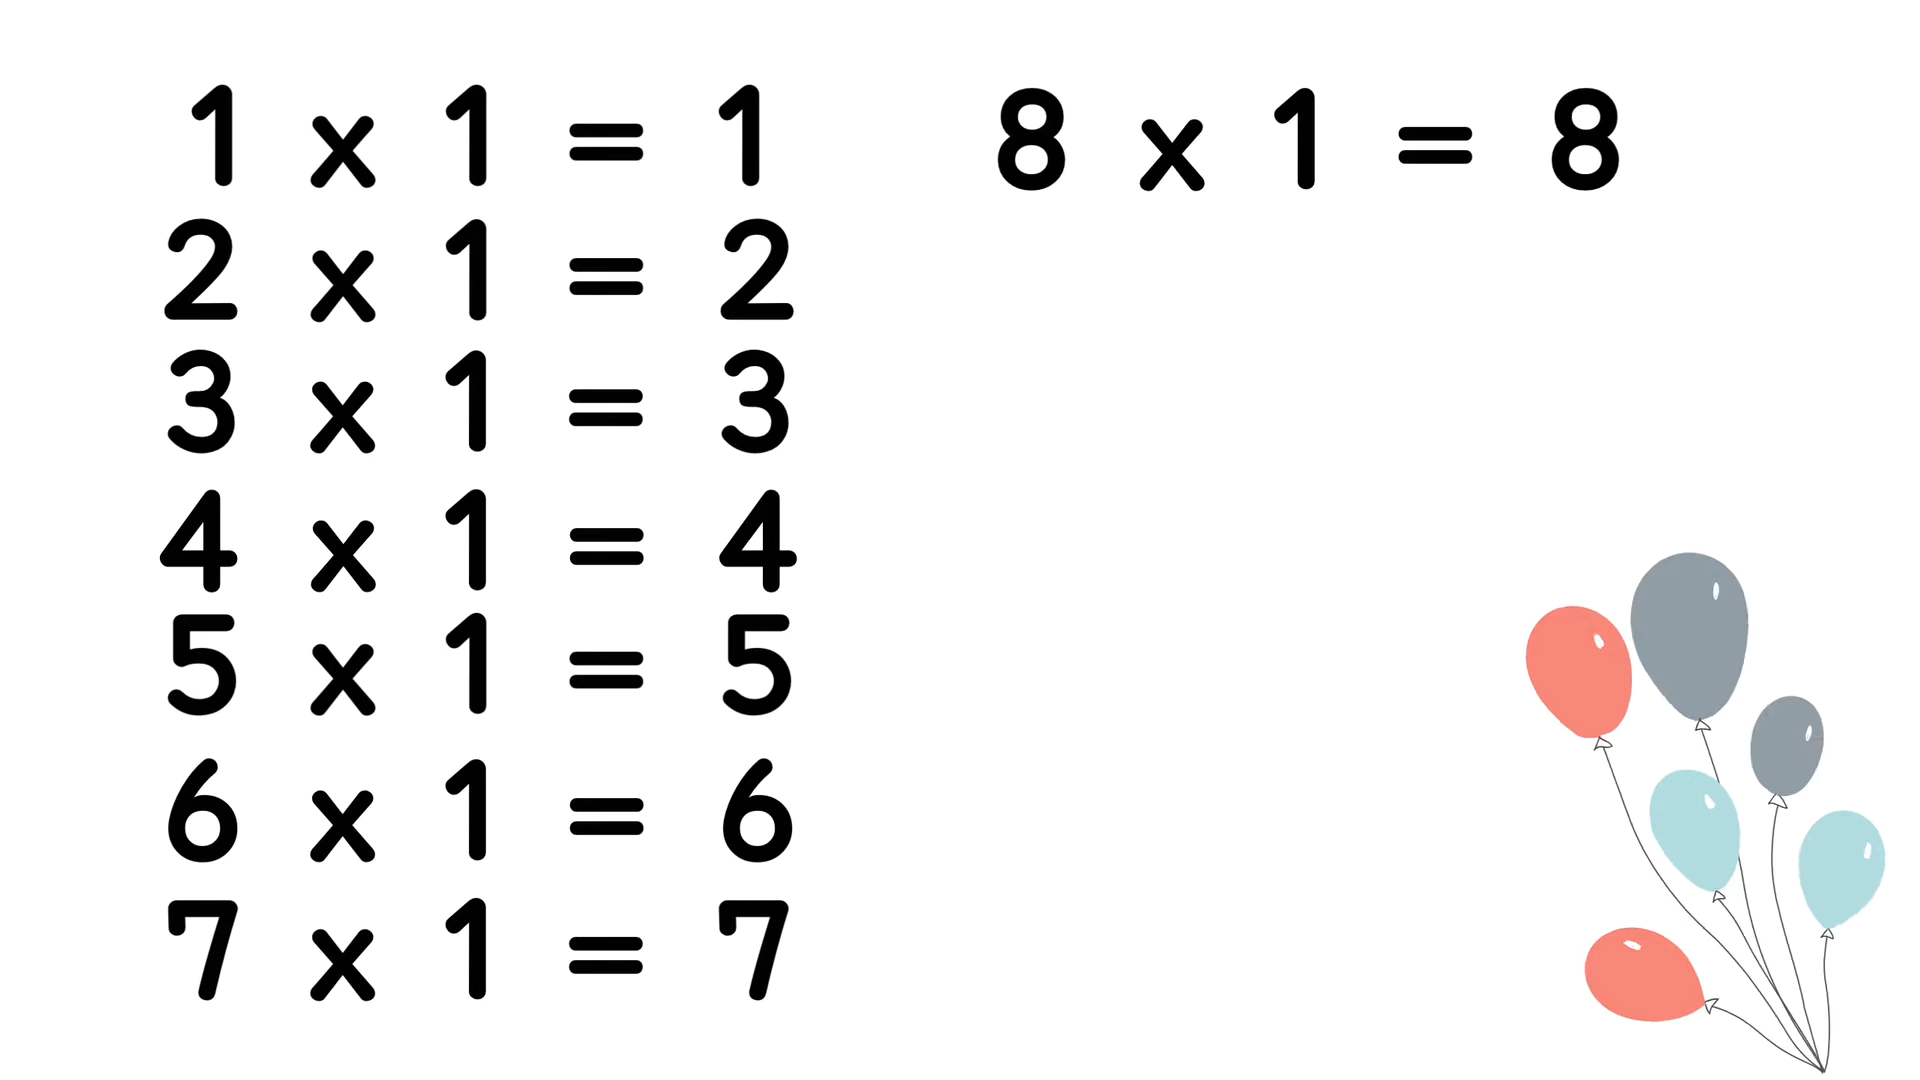 1 x 1 = 1
2 x 1 = 2
3 x 1 = 3
4 x 1 = 4
5 x 1 = 5
6 x 1 = 6
7 x 1 = 7
8 x 1 = 8